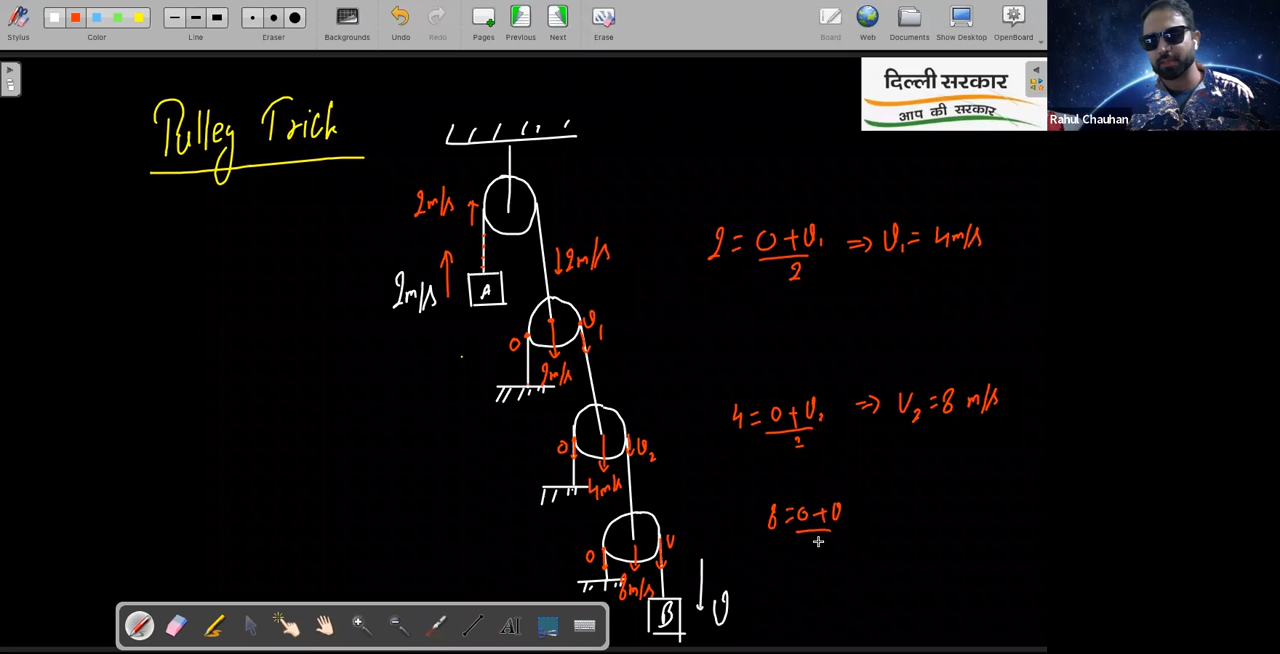 Stylus
Color
Line
Eraser
Backgrounds
Undo
Redo
Pages
Previous
Next
Erase
Board
Web
Documents
Show Desktop
OpenBoard
दिल्ली सरकार
आप की सरकार
Rahul Chauhan
Pulley Trick
2m/s
2m/s
A
2m/s
2 = 0 + v₁ / 2 => v₁ = 4m/s
0
v₁
2m/s
4 = 0 + v₂ / 2 => v₂ = 8 m/s
0
v₂
4m/s
8 = 0 + v
0
v
8m/s
B
v
AI